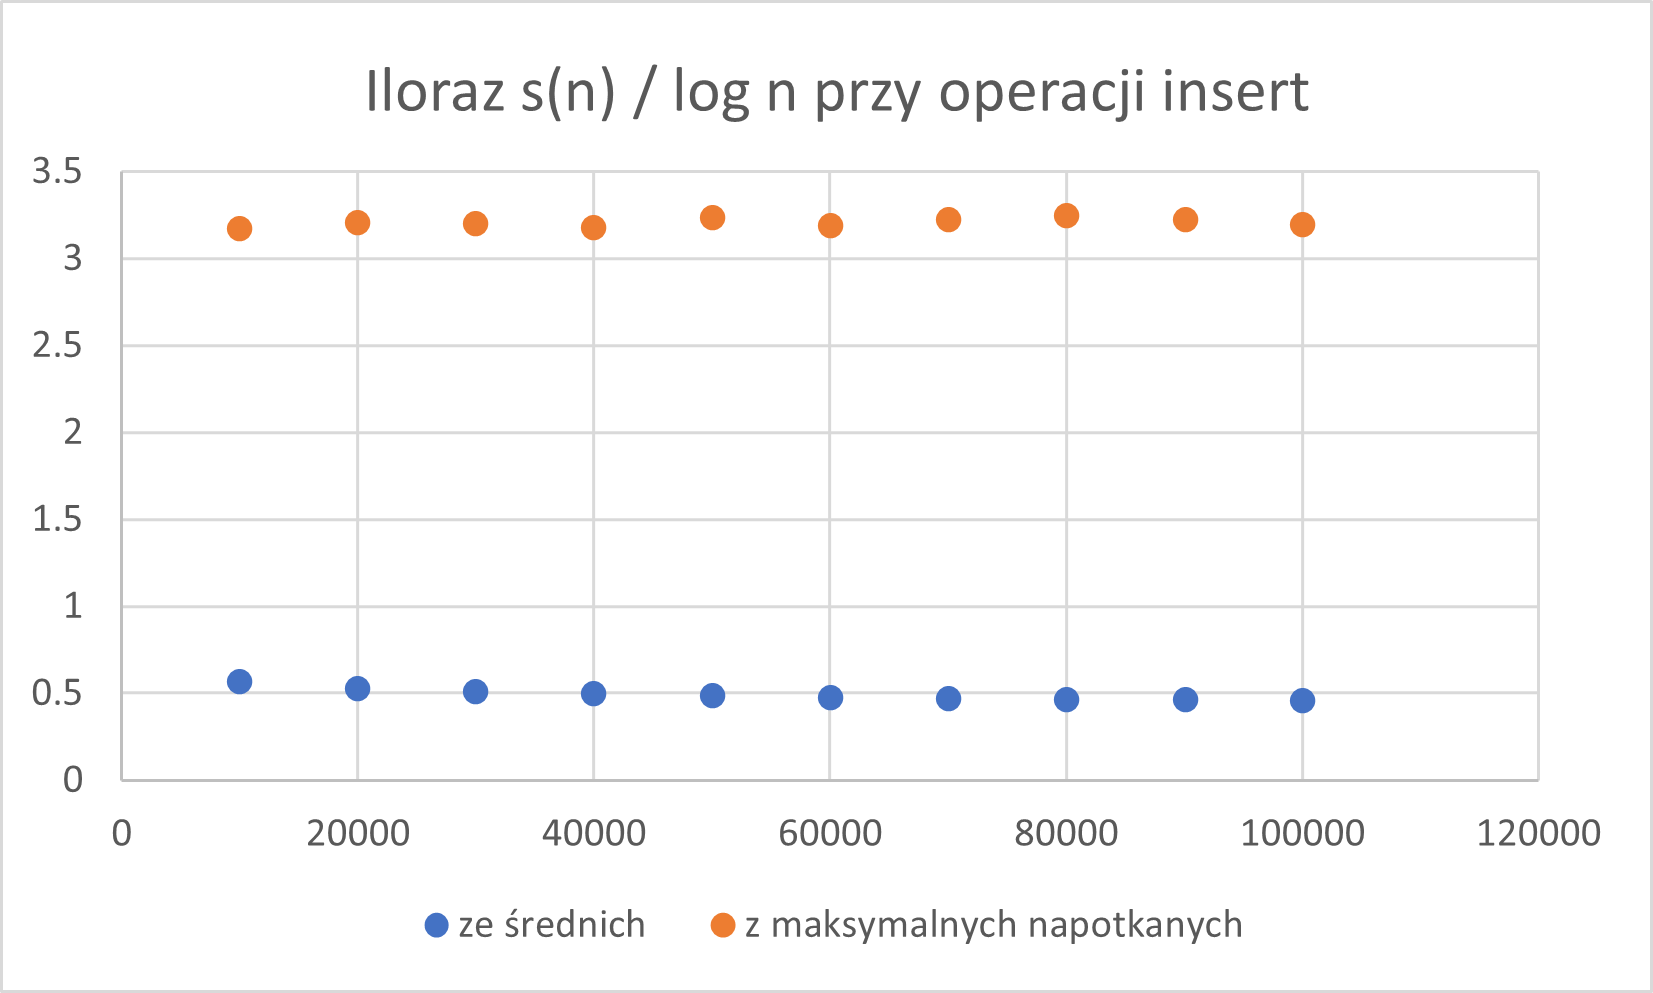 Iloraz s(n) / log n przy operacji insert
3.5
3
2.5
2
1.5
1
0.5
0
0 20000 40000 60000 80000 100000 120000
ze średnich z maksymalnych napotkanych